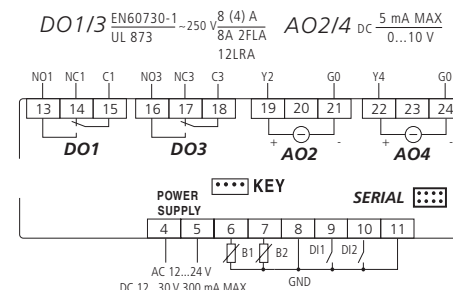 DO1/3 EN60730-1 ~250 V 8 (4) A AO2/4 DC 5 mA MAX
UL 873 8A 2FLA 0...10 V
12LRA
NO1 NC1 C1 NO3 NC3 C3 Y2 G0 Y4 G0
13 14 15 16 17 18 19 20 21 22 23 24
+ - + -
DO1 DO3 AO2 AO4
KEY
POWER SERIAL
SUPPLY
4 5 6 7 8 9 10 11
B1 B2 DI1 DI2
AC 12...24 V GND
DC 12...30 V 300 mA MAX